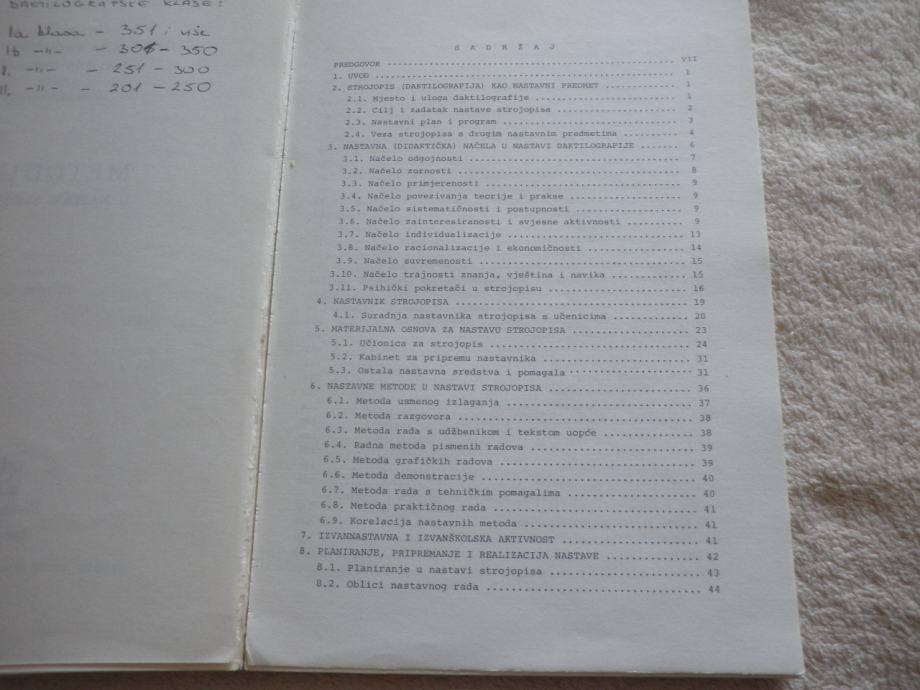 DAKTILOGRAFSKE KLASE:
Ia klasa - 351 i više
Ib -"- - 301 - 350
II. -"- - 251 - 300
III. -"- - 201 - 250
S A D R Ž A J
PREDGOVOR ... VII
1. UVOD ... 1
2. STROJOPIS (DAKTILOGRAFIJA) KAO NASTAVNI PREDMET ... 1
2.1. Mjesto i uloga daktilografije ... 1
2.2. Cilj i zadatak nastave strojopisa ... 2
2.3. Nastavni plan i program ... 3
2.4. Veza strojopisa s drugim nastavnim predmetima ... 4
3. NASTAVNA (DIDAKTIČKA) NAČELA U NASTAVI DAKTILOGRAPIJE ... 6
3.1. Načelo odgojnosti ... 7
3.2. Načelo zornosti ... 8
3.3. Načelo primjerenosti ... 9
3.4. Načelo povezivanja teorije i prakse ... 9
3.5. Načelo sistematičnosti i postupnosti ... 9
3.6. Načelo zainteresiranosti i svjesne aktivnosti ... 9
3.7. Načelo individualizacije ... 13
3.8. Načelo racionalizacije i ekonomičnosti ... 14
3.9. Načelo suvremenosti ... 15
3.10. Načelo trajnosti znanja, vještina i navika ... 15
3.11. Psihički pokretači u strojopisu ... 16
4. NASTAVNIK STROJOPISA ... 19
4.1. Suradnja nastavnika strojopisa s učenicima ... 20
5. MATERIJALNA OSNOVA ZA NASTAVU STROJOPISA ... 23
5.1. Učionica za strojopis ... 24
5.2. Kabinet za pripremu nastavnika ... 31
5.3. Ostala nastavna sredstva i pomagala ... 31
6. NASTAVNE METODE U NASTAVI STROJOPISA ... 36
6.1. Metoda usmenog izlaganja ... 37
6.2. Metoda razgovora ... 38
6.3. Metoda rada s udžbenikom i tekstom uopće ... 38
6.4. Radna metoda pismenih radova ... 39
6.5. Metoda grafičkih radova ... 39
6.6. Metoda demonstracije ... 40
6.7. Metoda rada s tehničkim pomagalima ... 40
6.8. Metoda praktičnog rada ... 41
6.9. Korelacija nastavnih metoda ... 41
7. IZVANNASTAVNA I IZVANŠKOLSKA AKTIVNOST ... 41
8. PLANIRANJE, PRIPREMANJE I REALIZACIJA NASTAVE ... 42
8.1. Planiranje u nastavi strojopisa ... 43
8.2. Oblici nastavnog rada ... 44